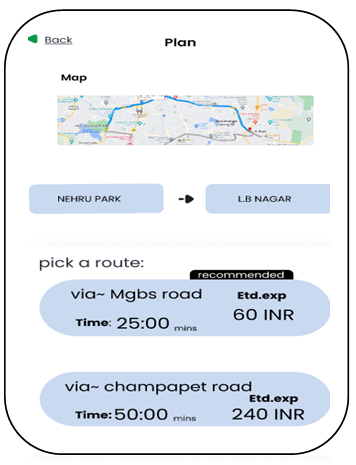 Back
Plan
Map
NEHRU PARK
L.B NAGAR
pick a route:
recommended
via~ Mgbs road
Etd.exp
Time: 25:00 mins
60 INR
via~ champapet road
Etd.exp
Time: 50:00 mins
240 INR